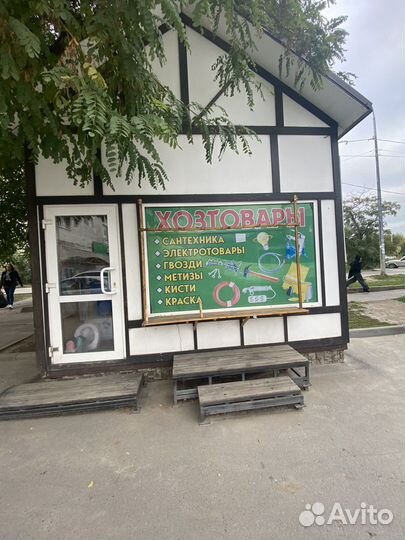 ХОЗТОВАРЫ
САНТЕХНИКА
ЭЛЕКТРОТОВАРЫ
ГВОЗДИ
МЕТИЗЫ
КИСТИ
КРАСКА
Avito